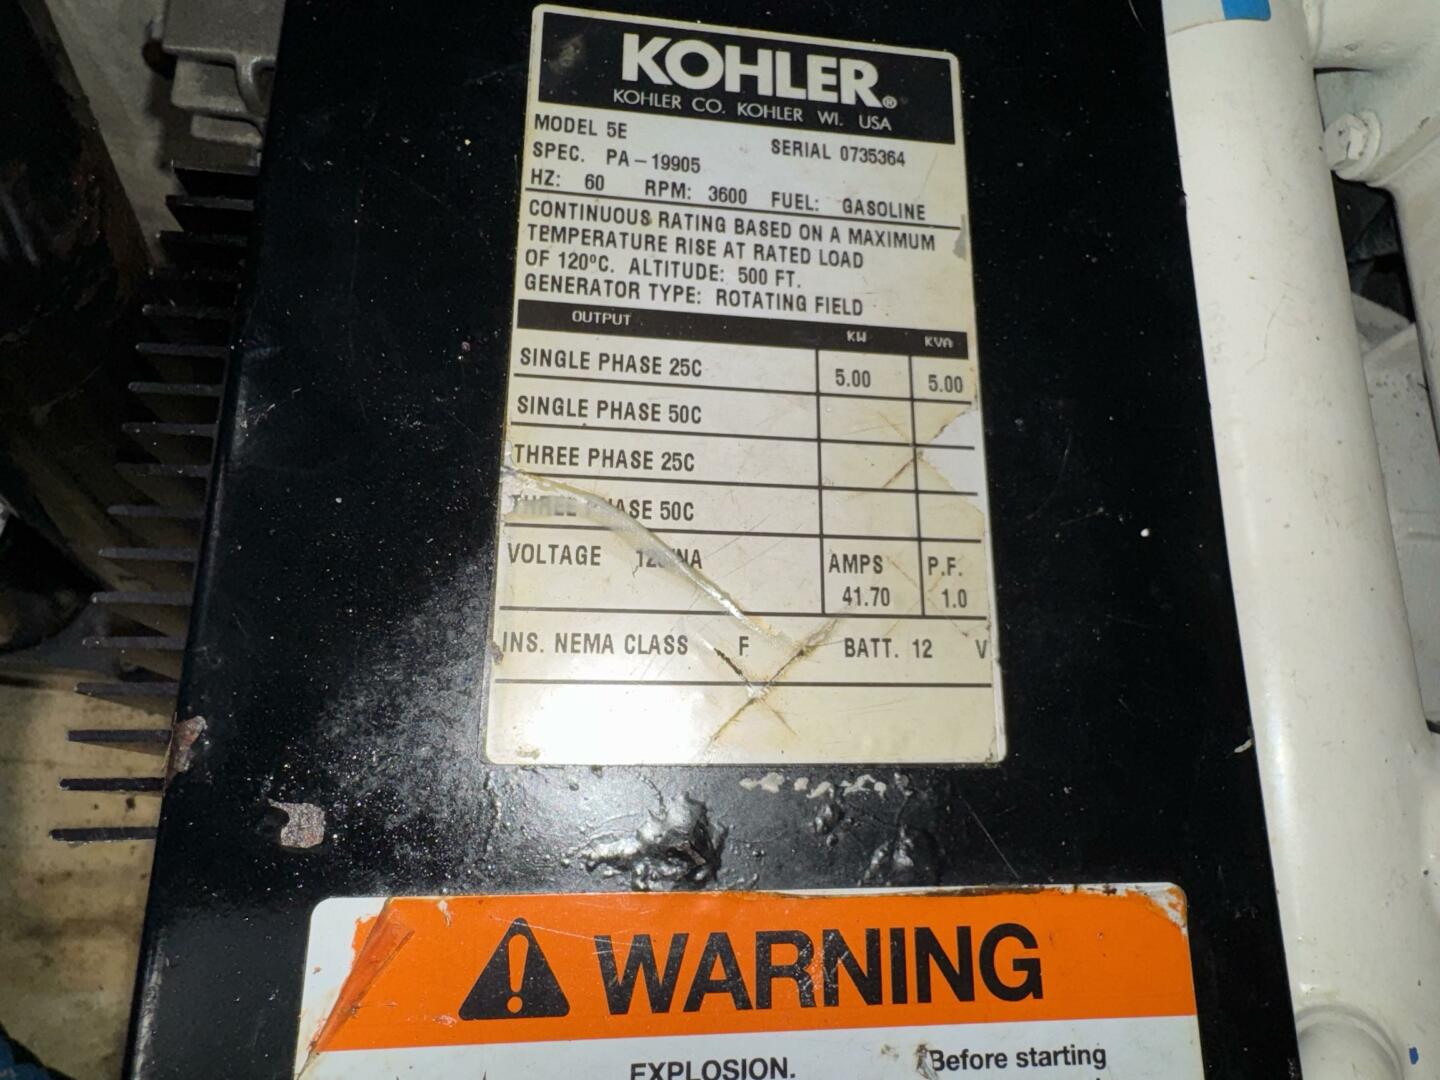 KOHLER®
KOHLER CO. KOHLER WI. USA
MODEL 5E
SERIAL 0735364
SPEC. PA-19905
HZ: 60 RPM: 3600 FUEL: GASOLINE
CONTINUOUS RATING BASED ON A MAXIMUM
TEMPERATURE RISE AT RATED LOAD
OF 120ºC. ALTITUDE: 500 FT.
GENERATOR TYPE: ROTATING FIELD
OUTPUT KW KVA
SINGLE PHASE 25C 5.00 5.00
SINGLE PHASE 50C
THREE PHASE 25C
THREE PHASE 50C
VOLTAGE AMPS P.F.
41.70 1.0
INS. NEMA CLASS F BATT. 12 V
WARNING
EXPLOSION.
Before starting